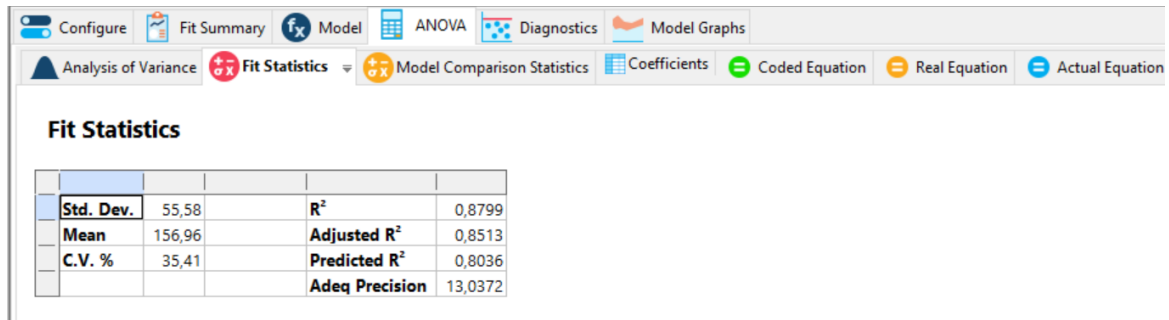 Configure Fit Summary fx Model ANOVA Diagnostics Model Graphs
Analysis of Variance Fit Statistics Model Comparison Statistics Coefficients Coded Equation Real Equation Actual Equation
Fit Statistics
Std. Dev. 55,58 R² 0,8799
Mean 156,96 Adjusted R² 0,8513
C.V. % 35,41 Predicted R² 0,8036
Adeq Precision 13,0372